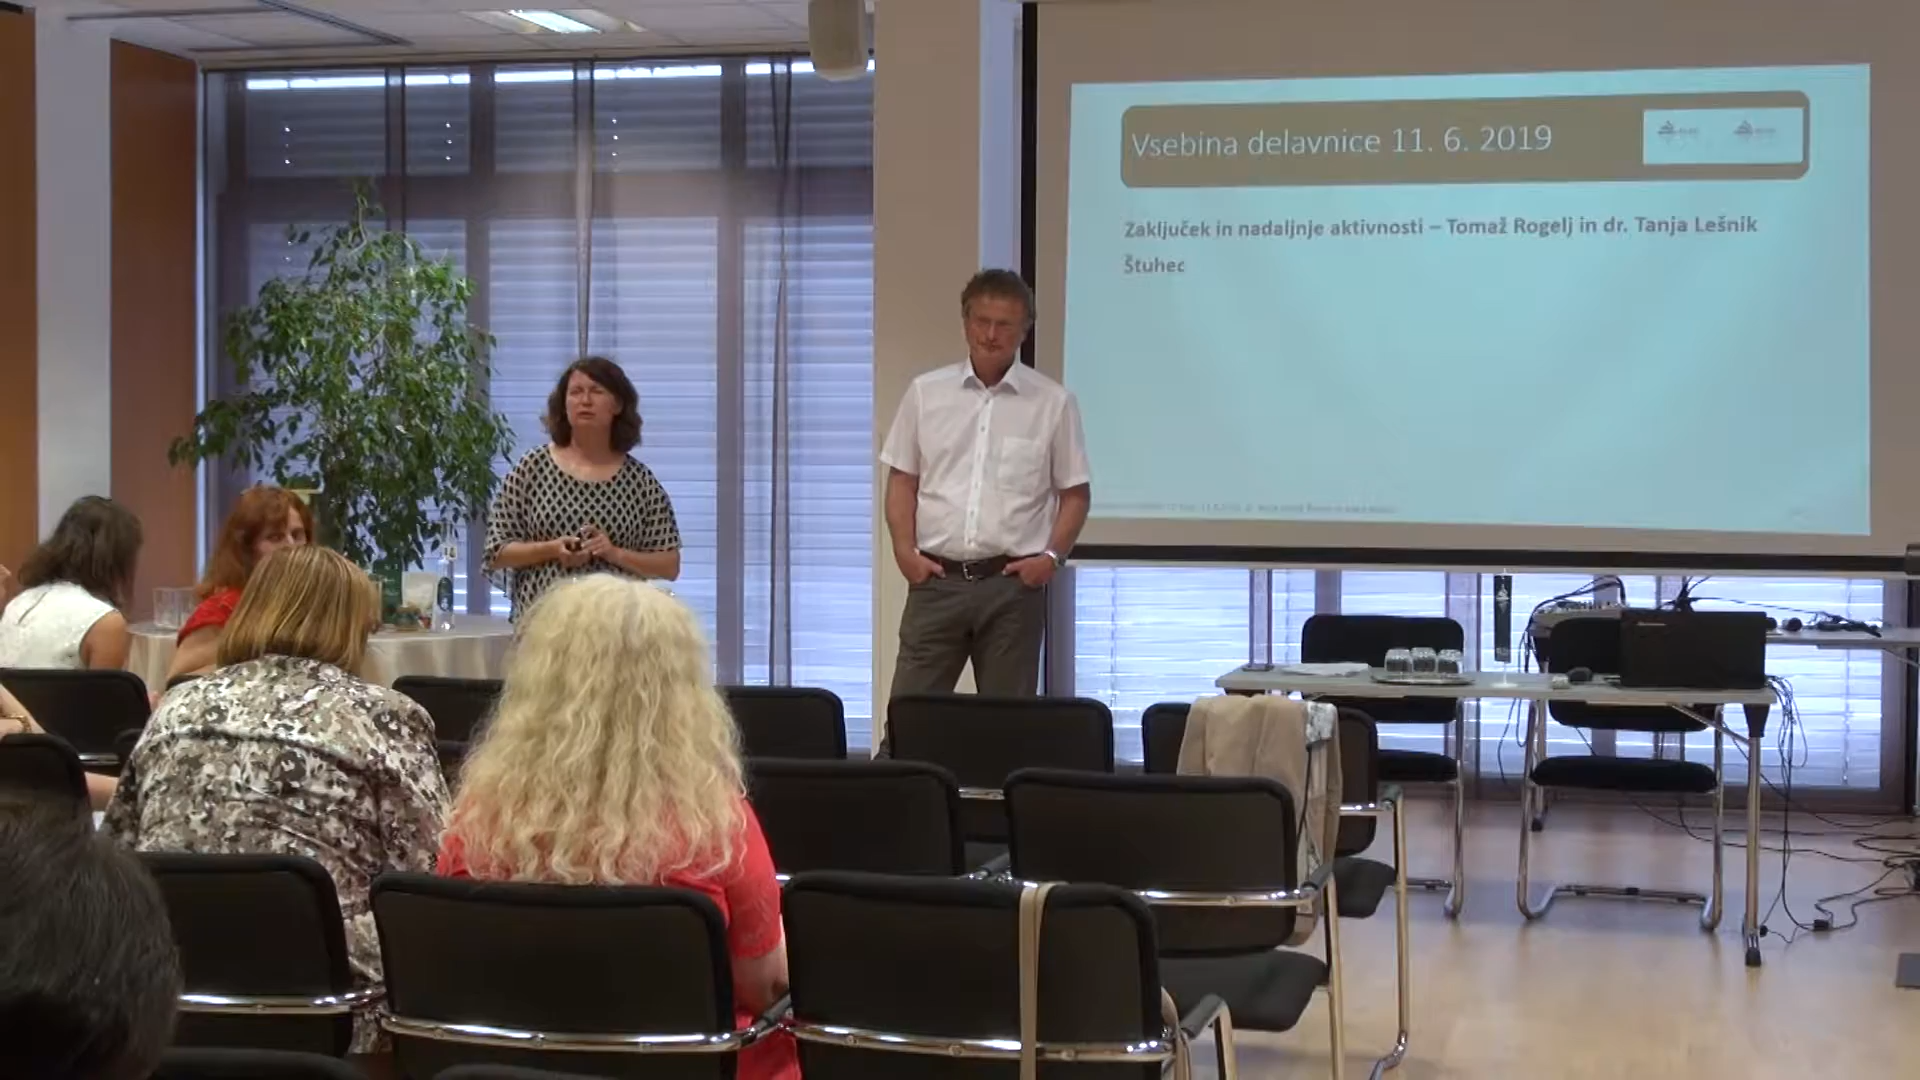 Vsebina delavnice 11. 6. 2019
Zaključek in nadaljnje aktivnosti – Tomaž Rogelj in dr. Tanja Lešnik
Štuhec